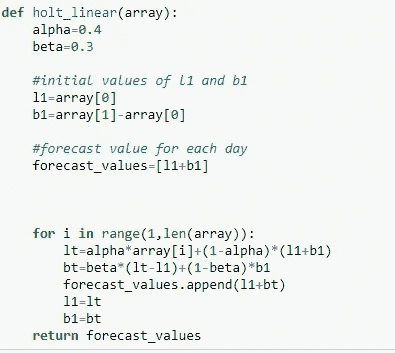 def holt_linear(array):
    alpha=0.4
    beta=0.3
    #initial values of l1 and b1
    l1=array[0]
    b1=array[1]-array[0]
    #forecast value for each day
    forecast_values=[l1+b1]
    for i in range(1,len(array)):
        lt=alpha*array[i]+(1-alpha)*(l1+b1)
        bt=beta*(lt-l1)+(1-beta)*b1
        forecast_values.append(l1+bt)
        l1=lt
        b1=bt
    return forecast_values